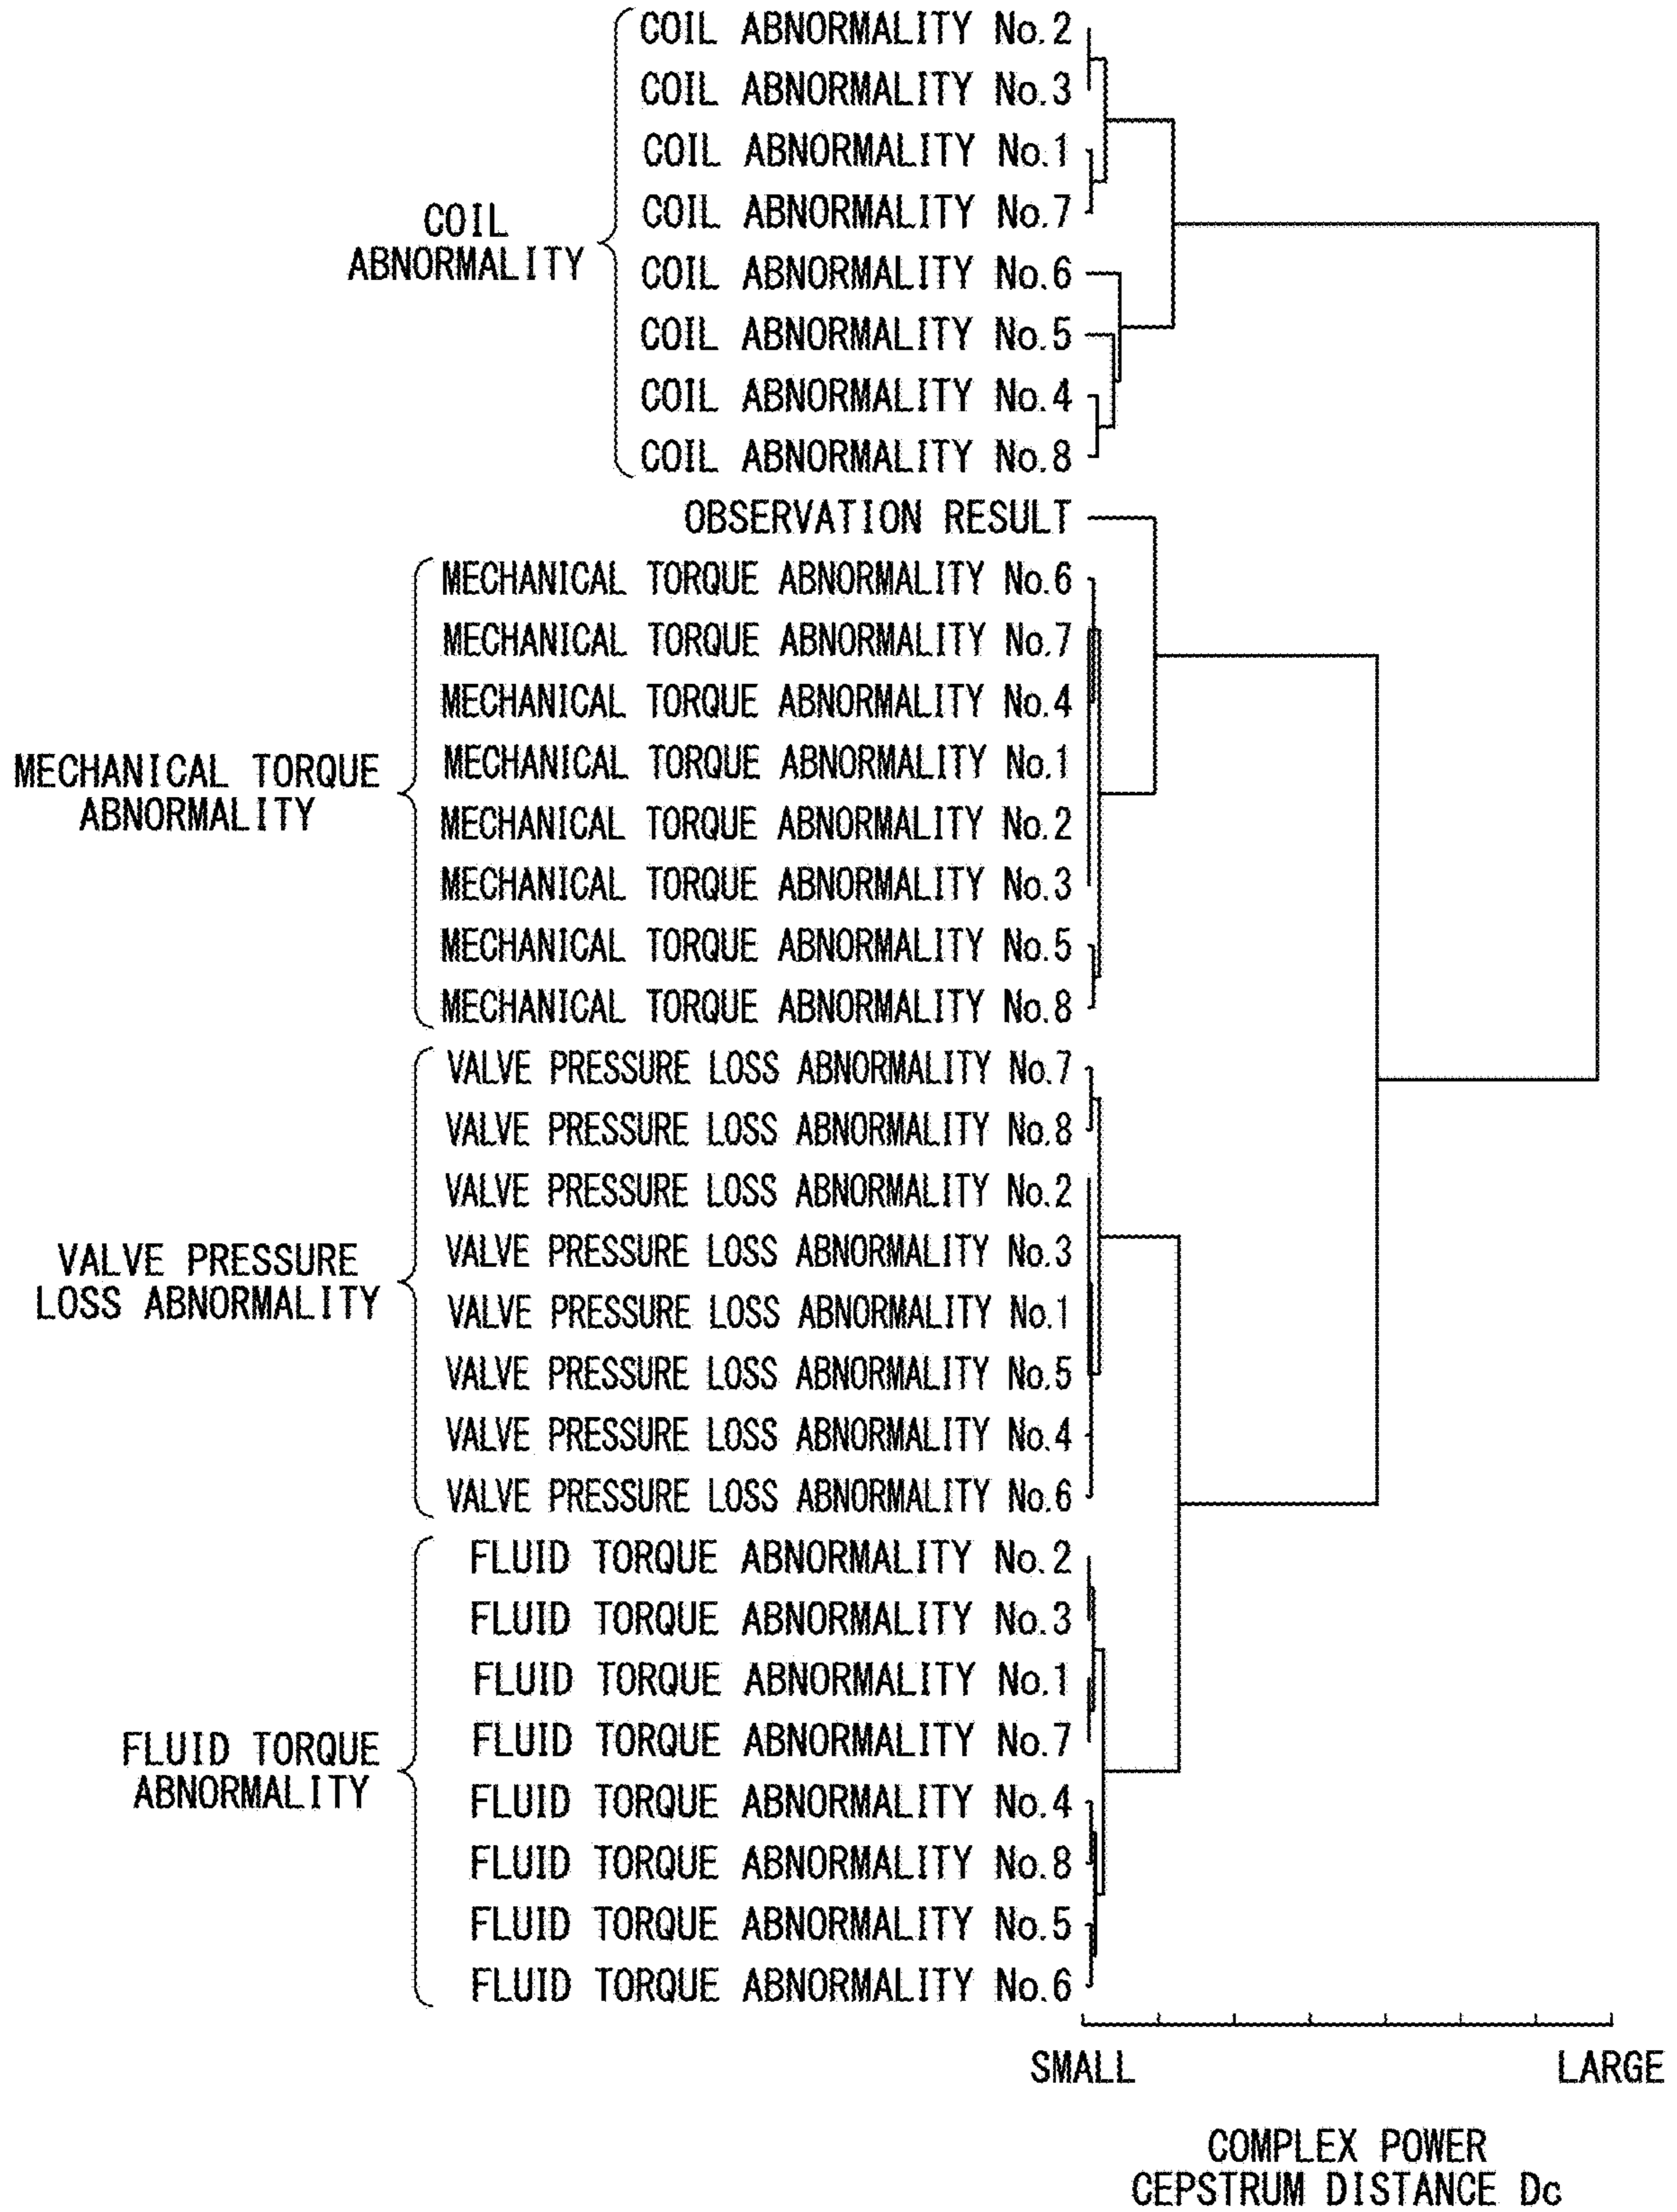 COIL ABNORMALITY No.2
COIL ABNORMALITY No.3
COIL ABNORMALITY No.1
COIL ABNORMALITY No.7
COIL ABNORMALITY No.6
COIL ABNORMALITY No.5
COIL ABNORMALITY No.4
COIL ABNORMALITY No.8
COIL
ABNORMALITY
OBSERVATION RESULT
MECHANICAL TORQUE ABNORMALITY No.6
MECHANICAL TORQUE ABNORMALITY No.7
MECHANICAL TORQUE ABNORMALITY No.4
MECHANICAL TORQUE ABNORMALITY No.1
MECHANICAL TORQUE ABNORMALITY No.2
MECHANICAL TORQUE ABNORMALITY No.3
MECHANICAL TORQUE ABNORMALITY No.5
MECHANICAL TORQUE ABNORMALITY No.8
MECHANICAL TORQUE
ABNORMALITY
VALVE PRESSURE LOSS ABNORMALITY No.7
VALVE PRESSURE LOSS ABNORMALITY No.8
VALVE PRESSURE LOSS ABNORMALITY No.2
VALVE PRESSURE LOSS ABNORMALITY No.3
VALVE PRESSURE LOSS ABNORMALITY No.1
VALVE PRESSURE LOSS ABNORMALITY No.5
VALVE PRESSURE LOSS ABNORMALITY No.4
VALVE PRESSURE LOSS ABNORMALITY No.6
VALVE PRESSURE
LOSS ABNORMALITY
FLUID TORQUE ABNORMALITY No.2
FLUID TORQUE ABNORMALITY No.3
FLUID TORQUE ABNORMALITY No.1
FLUID TORQUE ABNORMALITY No.7
FLUID TORQUE ABNORMALITY No.4
FLUID TORQUE ABNORMALITY No.8
FLUID TORQUE ABNORMALITY No.5
FLUID TORQUE ABNORMALITY No.6
FLUID TORQUE
ABNORMALITY
SMALL LARGE
COMPLEX POWER
CEPSTRUM DISTANCE Dc